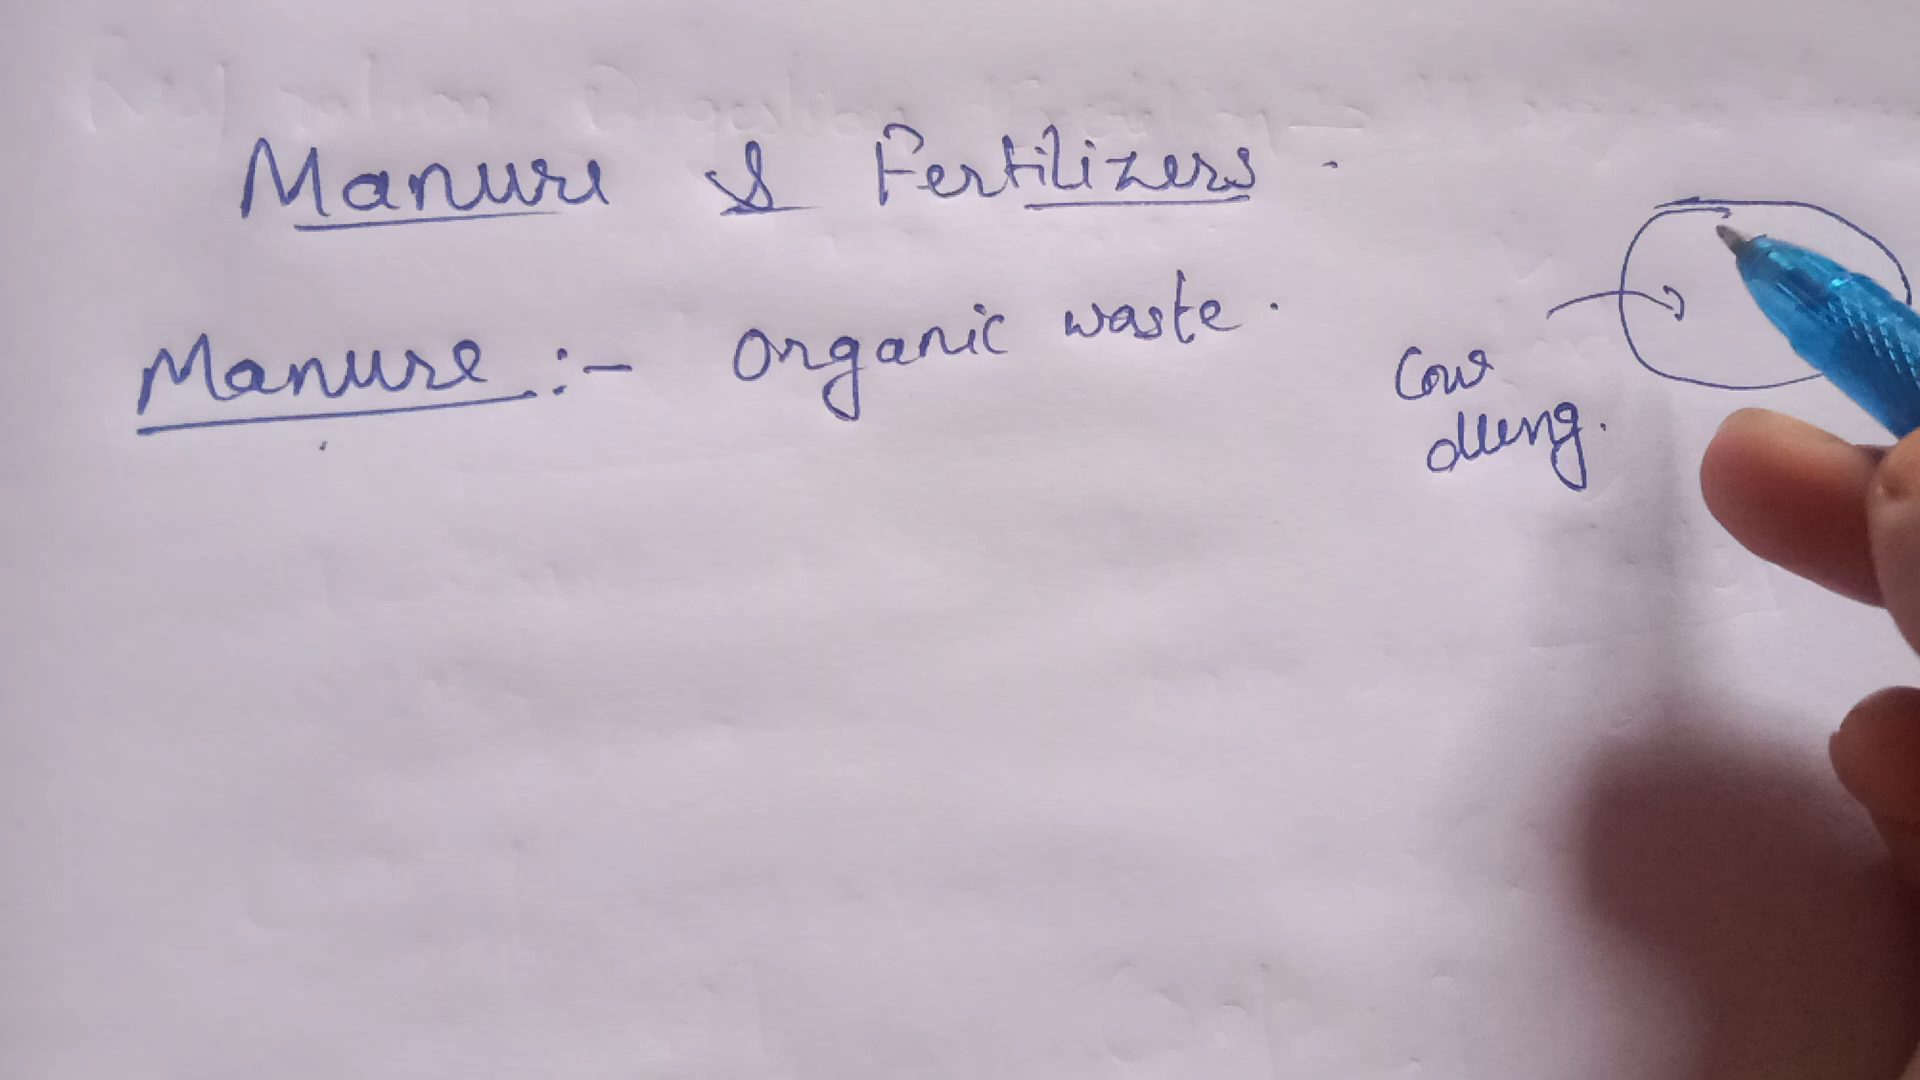 Manure & Fertilizers.
Manure :- Organic waste.
Cow
dung.